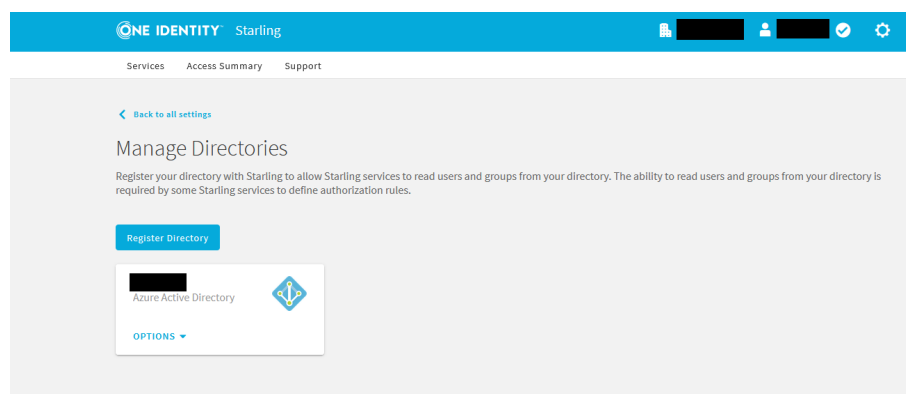 ONE IDENTITY Starling
Services Access Summary Support
Back to all settings
Manage Directories
Register your directory with Starling to allow Starling services to read users and groups from your directory. The ability to read users and groups from your directory is
required by some Starling services to define authorization rules.
Register Directory
Azure Active Directory
OPTIONS